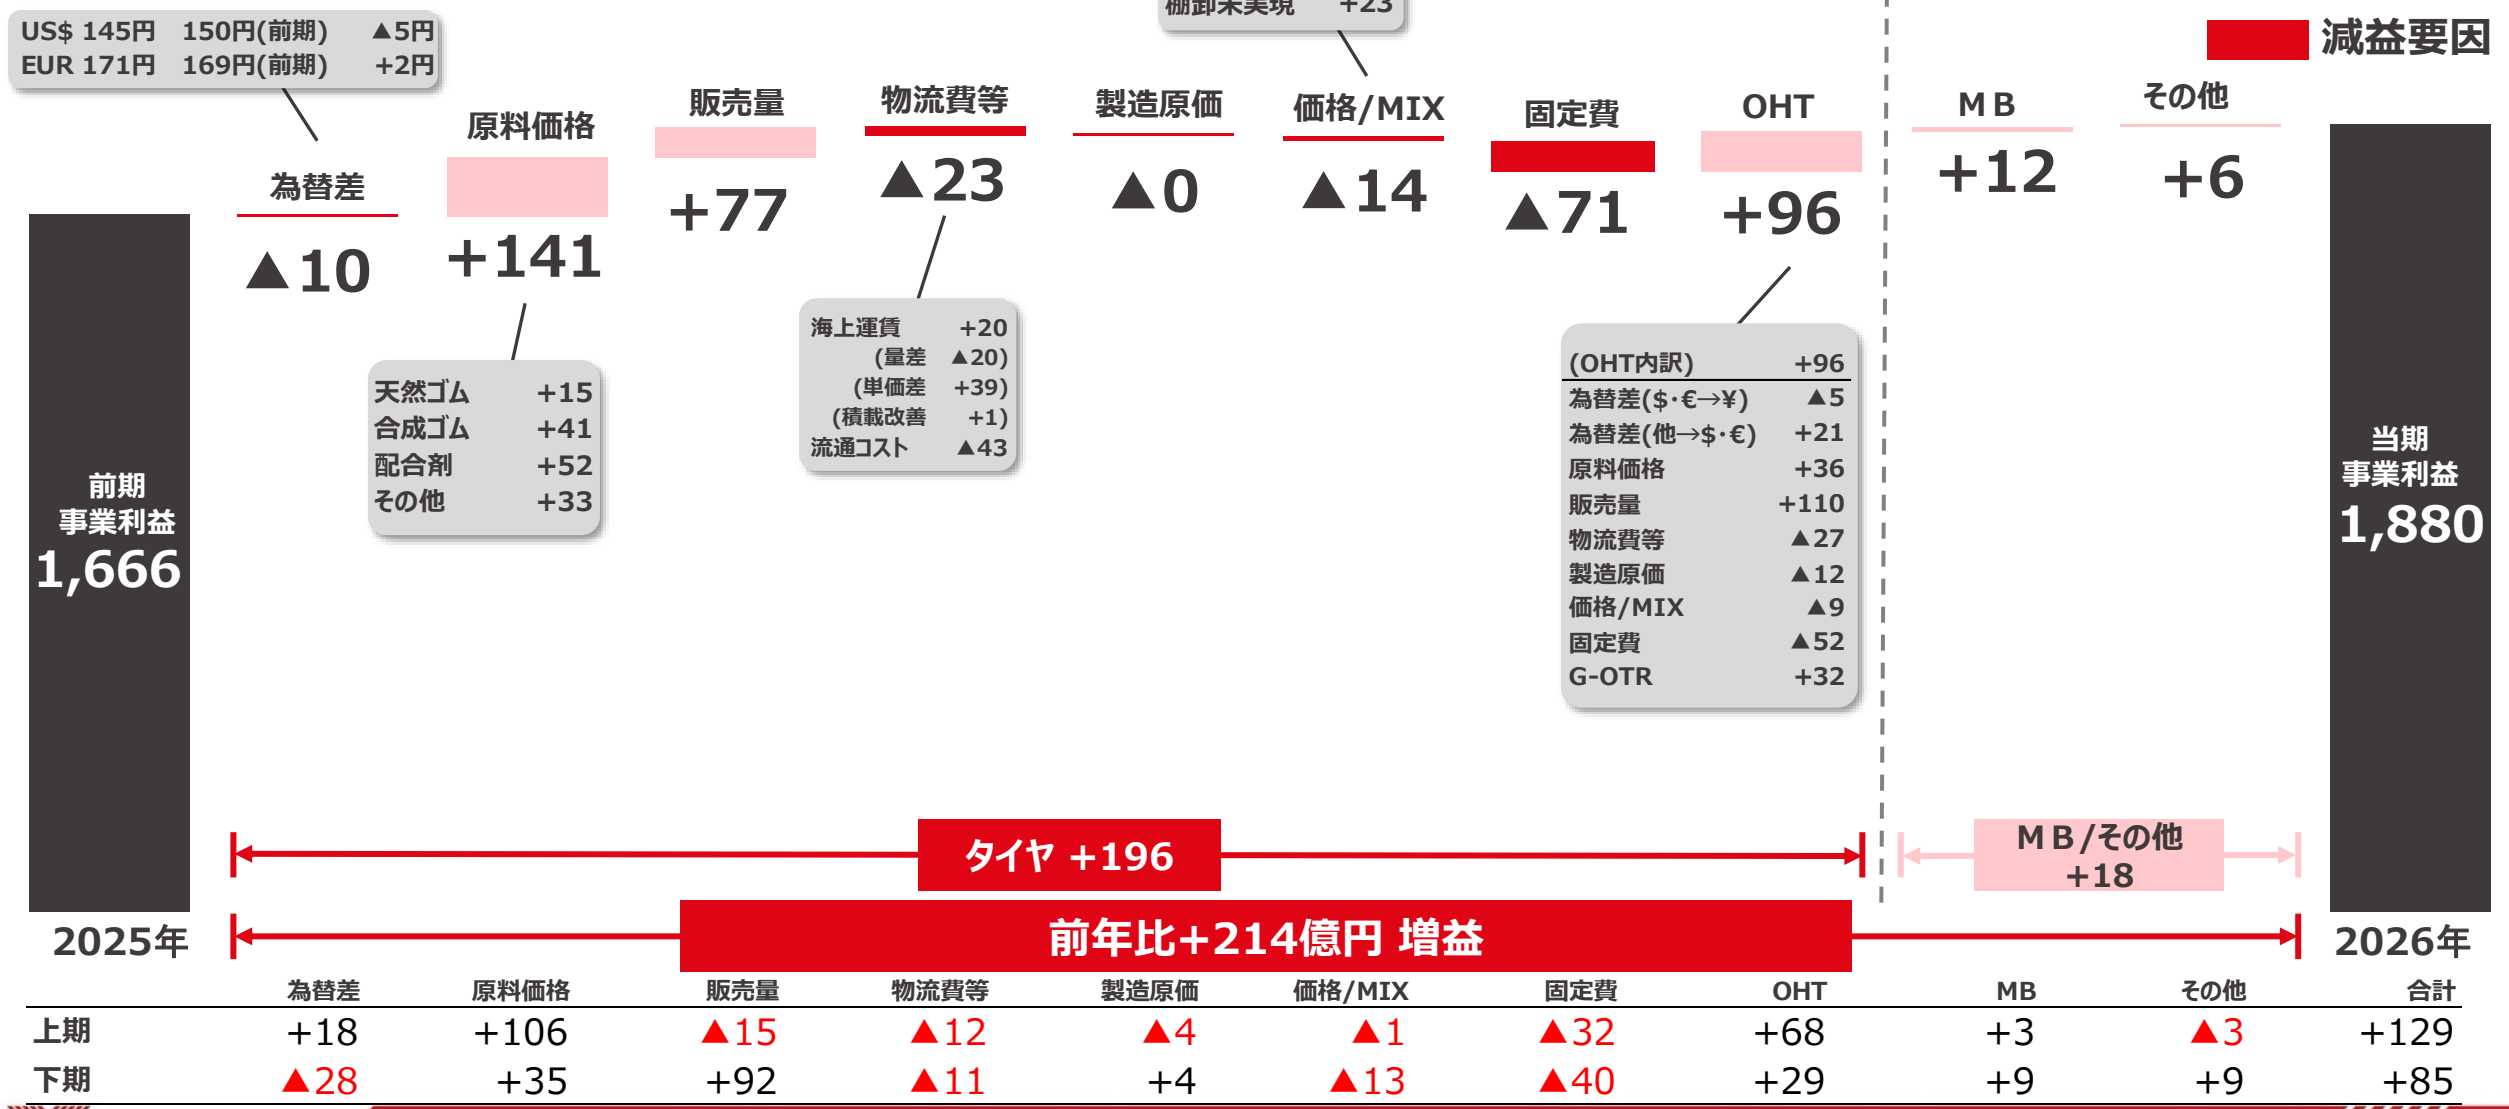 棚卸未実現 +23
US$ 145円 150円(前期) ▲5円
EUR 171円 169円(前期) +2円
減益要因
為替差
▲10
原料価格
+141
販売量
+77
物流費等
▲23
製造原価
▲0
価格/MIX
▲14
固定費
▲71
OHT
+96
ＭＢ
+12
その他
+6
天然ゴム +15
合成ゴム +41
配合剤 +52
その他 +33
海上運賃 +20
(量差 ▲20)
(単価差 +39)
(積載改善 +1)
流通コスト ▲43
(OHT内訳) +96
為替差($･€→¥) ▲5
為替差(他→$･€) +21
原料価格 +36
販売量 +110
物流費等 ▲27
製造原価 ▲12
価格/MIX ▲9
固定費 ▲52
G-OTR +32
前期
事業利益
1,666
当期
事業利益
1,880
タイヤ +196
ＭＢ/その他
+18
2025年
前年比+214億円 増益
2026年
為替差 原料価格 販売量 物流費等 製造原価 価格/MIX 固定費 OHT MB その他 合計
上期 +18 +106 ▲15 ▲12 ▲4 ▲1 ▲32 +68 +3 ▲3 +129
下期 ▲28 +35 +92 ▲11 +4 ▲13 ▲40 +29 +9 +9 +85